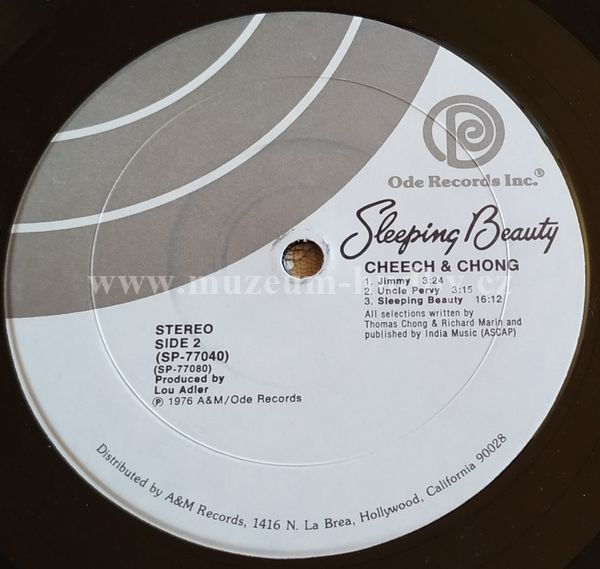 Ode Records Inc.®
Sleeping Beauty
CHEECH & CHONG
1. Jimmy 3:24
2. Uncle Pervy 3:15
3. Sleeping Beauty 16:12
All selections written by
Thomas Chong & Richard Marin and
published by India Music (ASCAP)
STEREO
SIDE 2
(SP-77040)
(SP-77080)
Produced by
Lou Adler
℗ 1976 A&M/Ode Records
Distributed by A&M Records, 1416 N. La Brea, Hollywood, California 90028